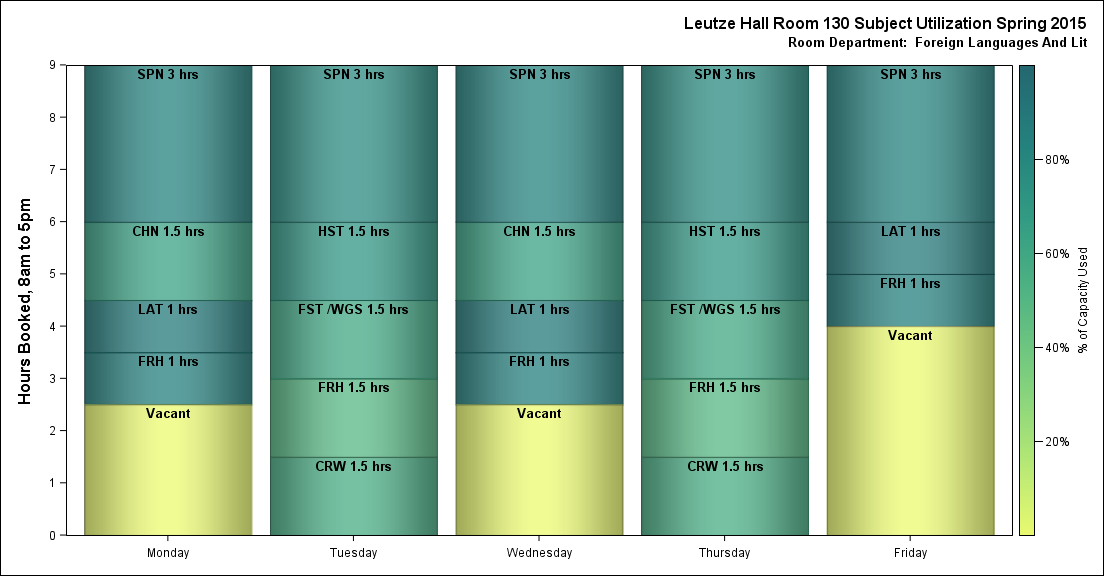 Leutze Hall Room 130 Subject Utilization Spring 2015
Room Department:  Foreign Languages And Lit
Hours Booked, 8am to 5pm
9
8
7
6
5
4
3
2
1
0
SPN 3 hrs
CHN 1.5 hrs
LAT 1 hrs
FRH 1 hrs
Vacant
Monday
SPN 3 hrs
HST 1.5 hrs
FST /WGS 1.5 hrs
FRH 1.5 hrs
CRW 1.5 hrs
Tuesday
SPN 3 hrs
CHN 1.5 hrs
LAT 1 hrs
FRH 1 hrs
Vacant
Wednesday
SPN 3 hrs
HST 1.5 hrs
FST /WGS 1.5 hrs
FRH 1.5 hrs
CRW 1.5 hrs
Thursday
SPN 3 hrs
LAT 1 hrs
FRH 1 hrs
Vacant
Friday
80%
60%
40%
20%
% of Capacity Used